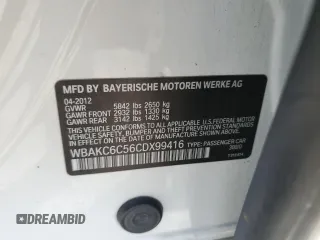 MFD BY BAYERISCHE MOTOREN WERKE AG
04-2012
GVWR 5842 lbs 2650 kg
GAWR FRONT 2932 lbs 1330 kg
GAWR REAR 3142 lbs 1425 kg
THIS VEHICLE CONFORMS TO ALL APPLICABLE U.S. FEDERAL MOTOR VEHICLE SAFETY, BUMPER AND THEFT PREVENTION STANDARDS IN EFFECT ON THE DATE OF MANUFACTURE SHOWN ABOVE.
WBAKC6C56CDX99416 TYPE: PASSENGER CAR
DREAMBID
dreambid.com